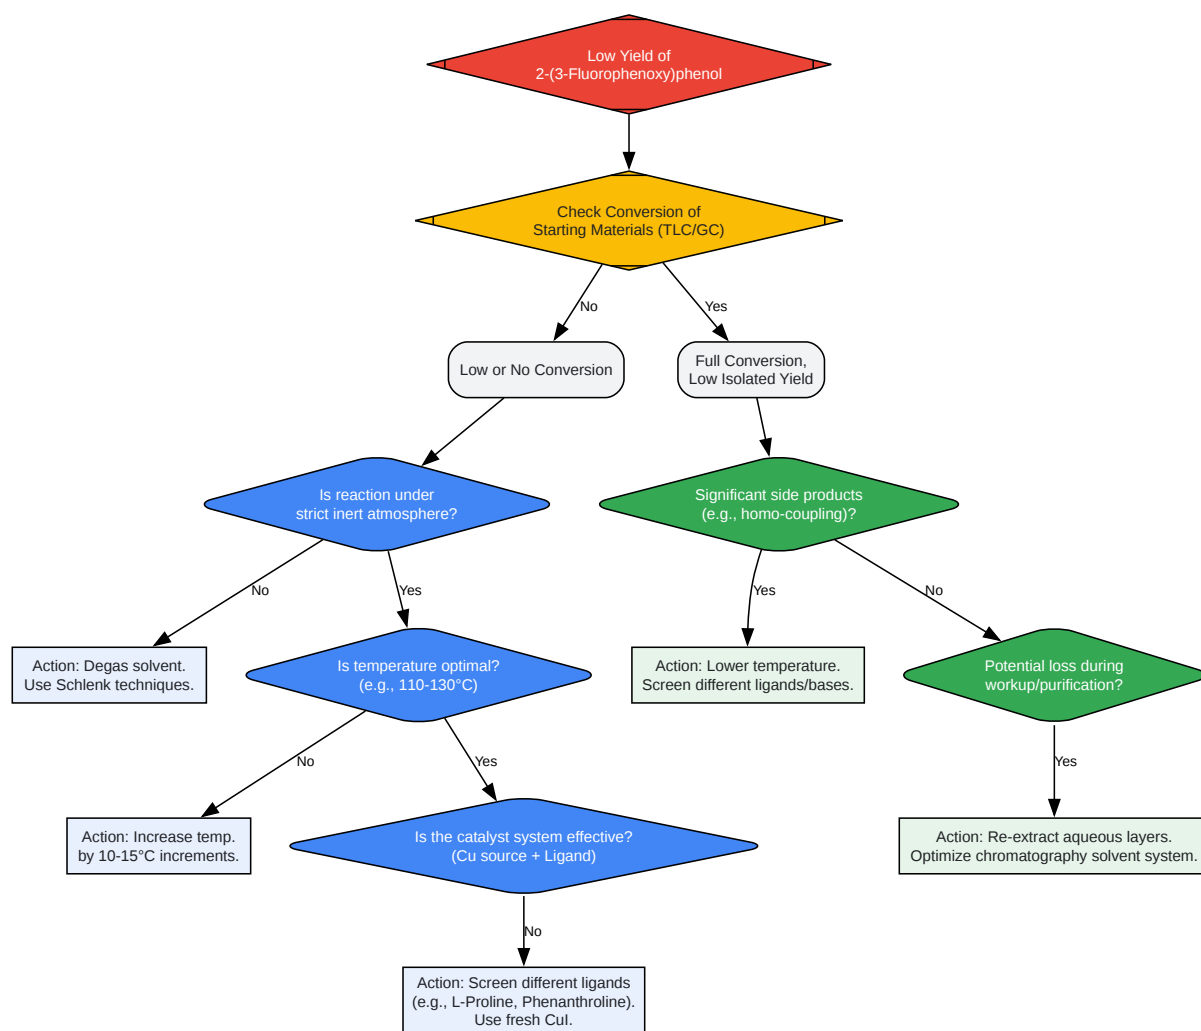 Low Yield of
2-(3-Fluorophenoxy)phenol
Check Conversion of
Starting Materials (TLC/GC)
No
Yes
Low or No Conversion
Full Conversion,
Low Isolated Yield
Is reaction under
strict inert atmosphere?
Significant side products
(e.g., homo-coupling)?
No
Yes
Yes
No
Action: Degas solvent.
Use Schlenk techniques.
Is temperature optimal?
(e.g., 110-130°C)
Action: Lower temperature.
Screen different ligands/bases.
Potential loss during
workup/purification?
No
Yes
Yes
Action: Increase temp.
by 10-15°C increments.
Is the catalyst system effective?
(Cu source + Ligand)
Action: Re-extract aqueous layers.
Optimize chromatography solvent system.
No
Action: Screen different ligands
(e.g., L-Proline, Phenanthroline).
Use fresh CuI.